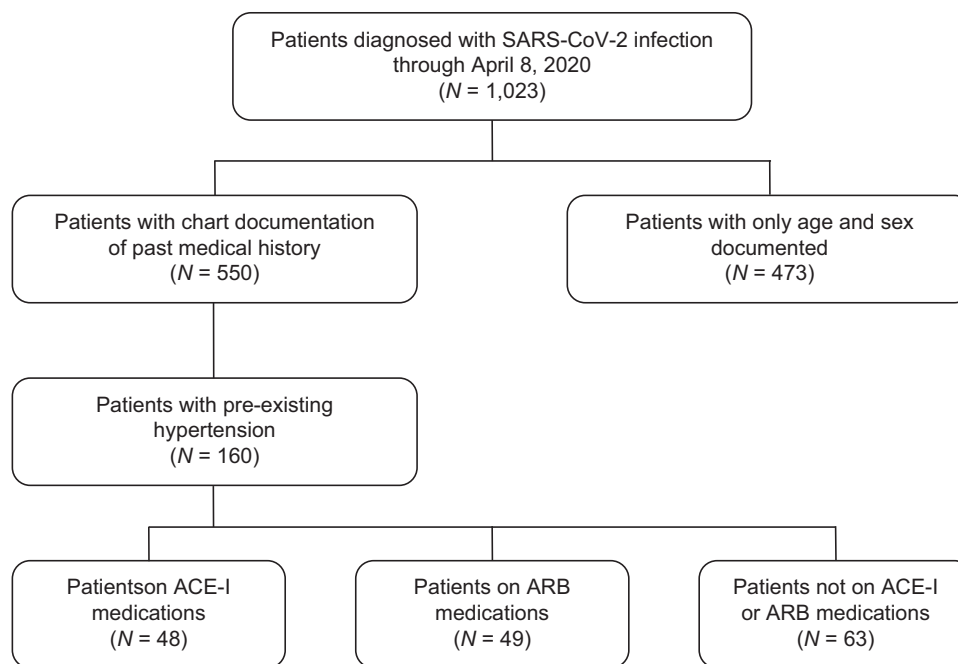 Patients diagnosed with SARS-CoV-2 infection
through April 8, 2020
(N = 1,023)
Patients with chart documentation
of past medical history
(N = 550)
Patients with only age and sex
documented
(N = 473)
Patients with pre-existing
hypertension
(N = 160)
Patientson ACE-I
medications
(N = 48)
Patients on ARB
medications
(N = 49)
Patients not on ACE-I
or ARB medications
(N = 63)